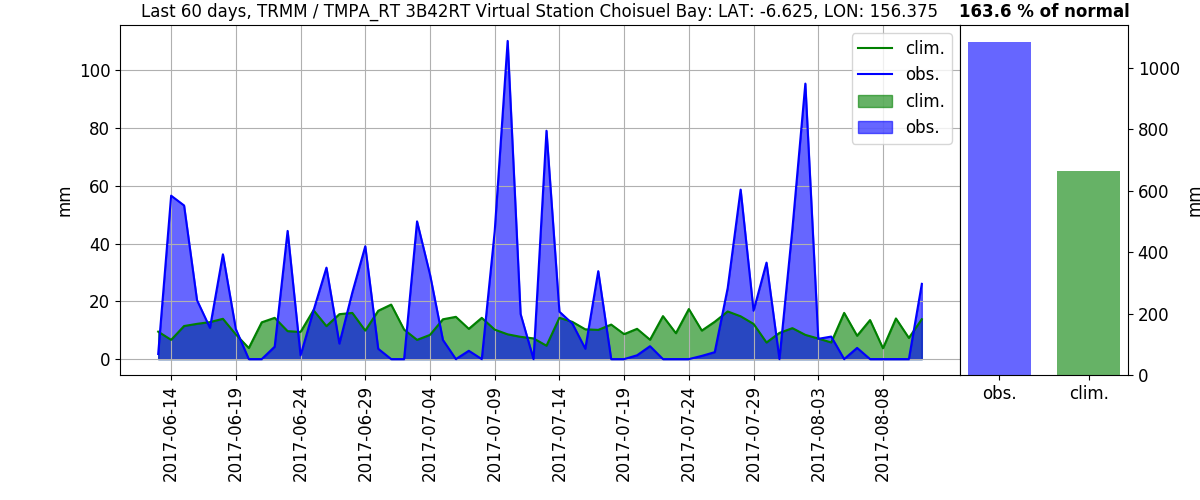 Last 60 days, TRMM / TMPA_RT 3B42RT Virtual Station Choisuel Bay: LAT: -6.625, LON: 156.375
163.6 % of normal
clim.
obs.
clim.
obs.
mm
100
80
60
40
20
0
2017-06-14
2017-06-19
2017-06-24
2017-06-29
2017-07-04
2017-07-09
2017-07-14
2017-07-19
2017-07-24
2017-07-29
2017-08-03
2017-08-08
1000
800
600
400
200
0
mm
obs.
clim.